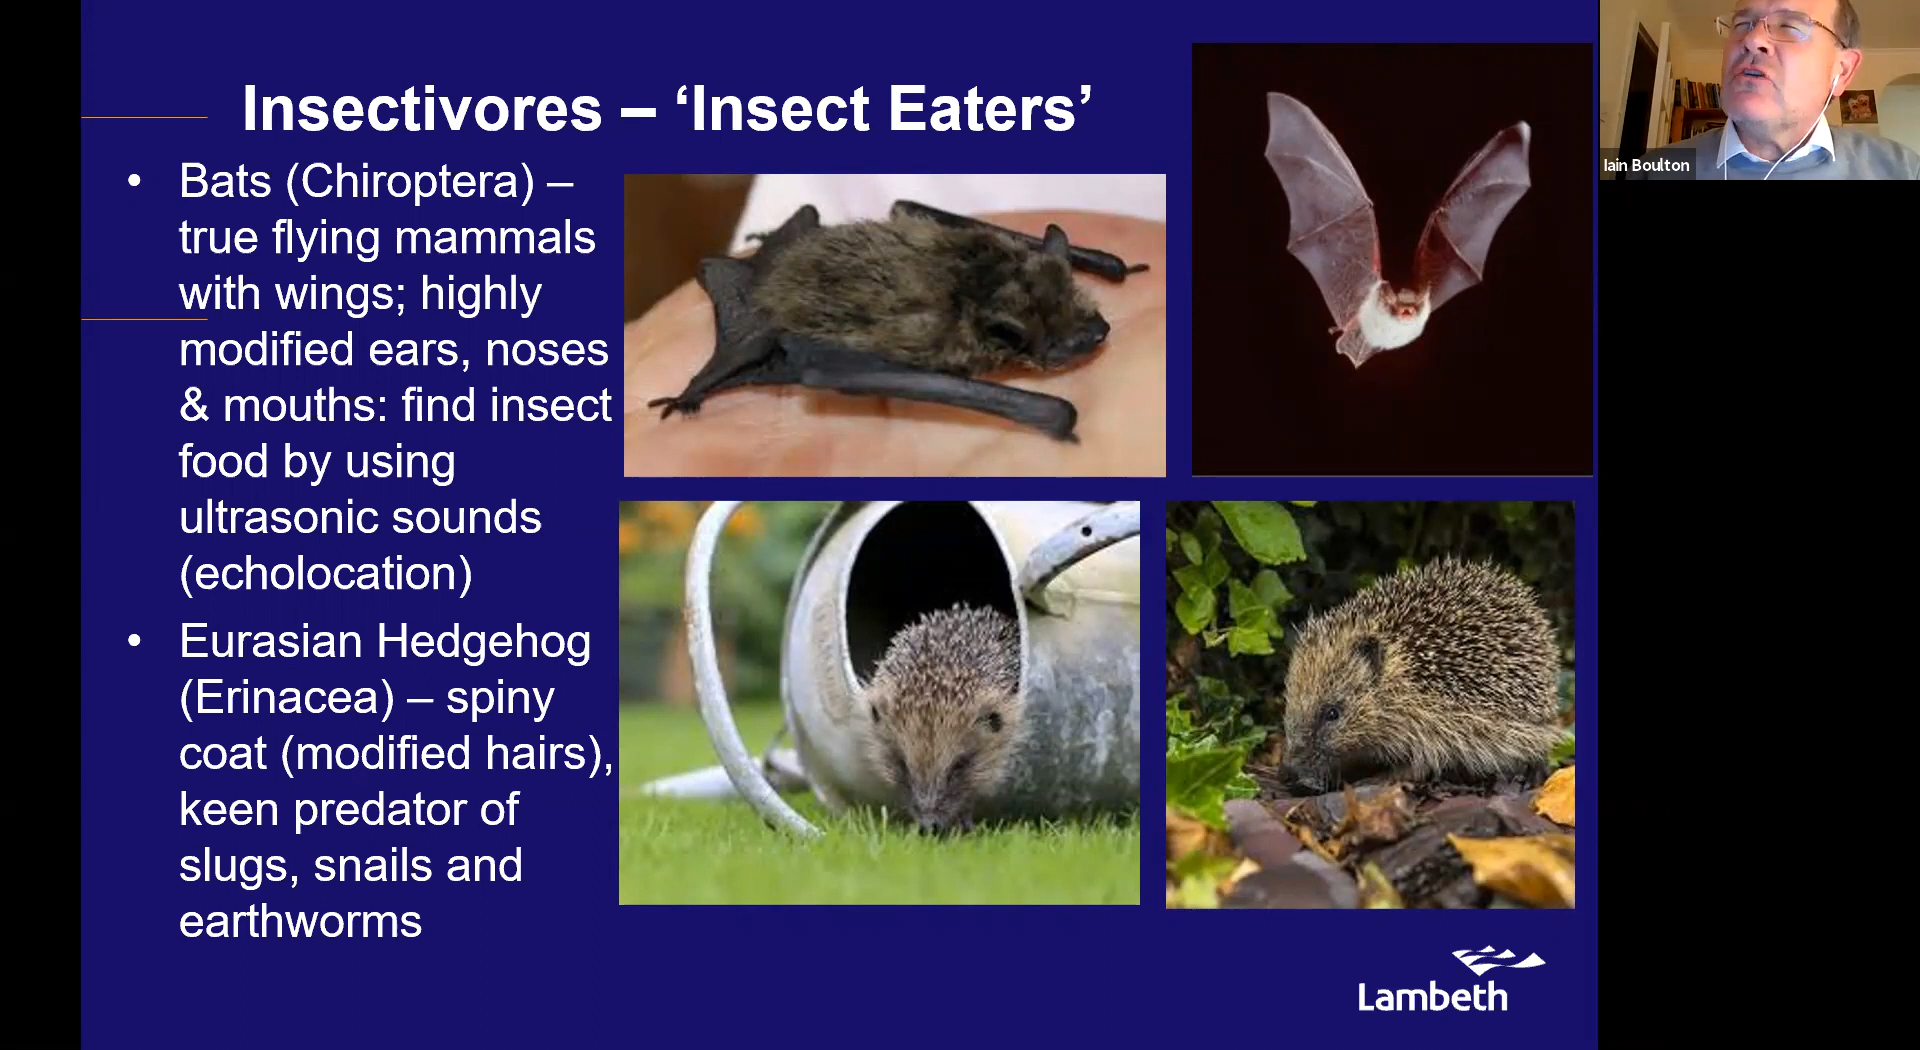 Insectivores – ‘Insect Eaters’
• Bats (Chiroptera) –
true flying mammals
with wings; highly
modified ears, noses
& mouths: find insect
food by using
ultrasonic sounds
(echolocation)
• Eurasian Hedgehog
(Erinacea) – spiny
coat (modified hairs),
keen predator of
slugs, snails and
earthworms
Lambeth
Iain Boulton